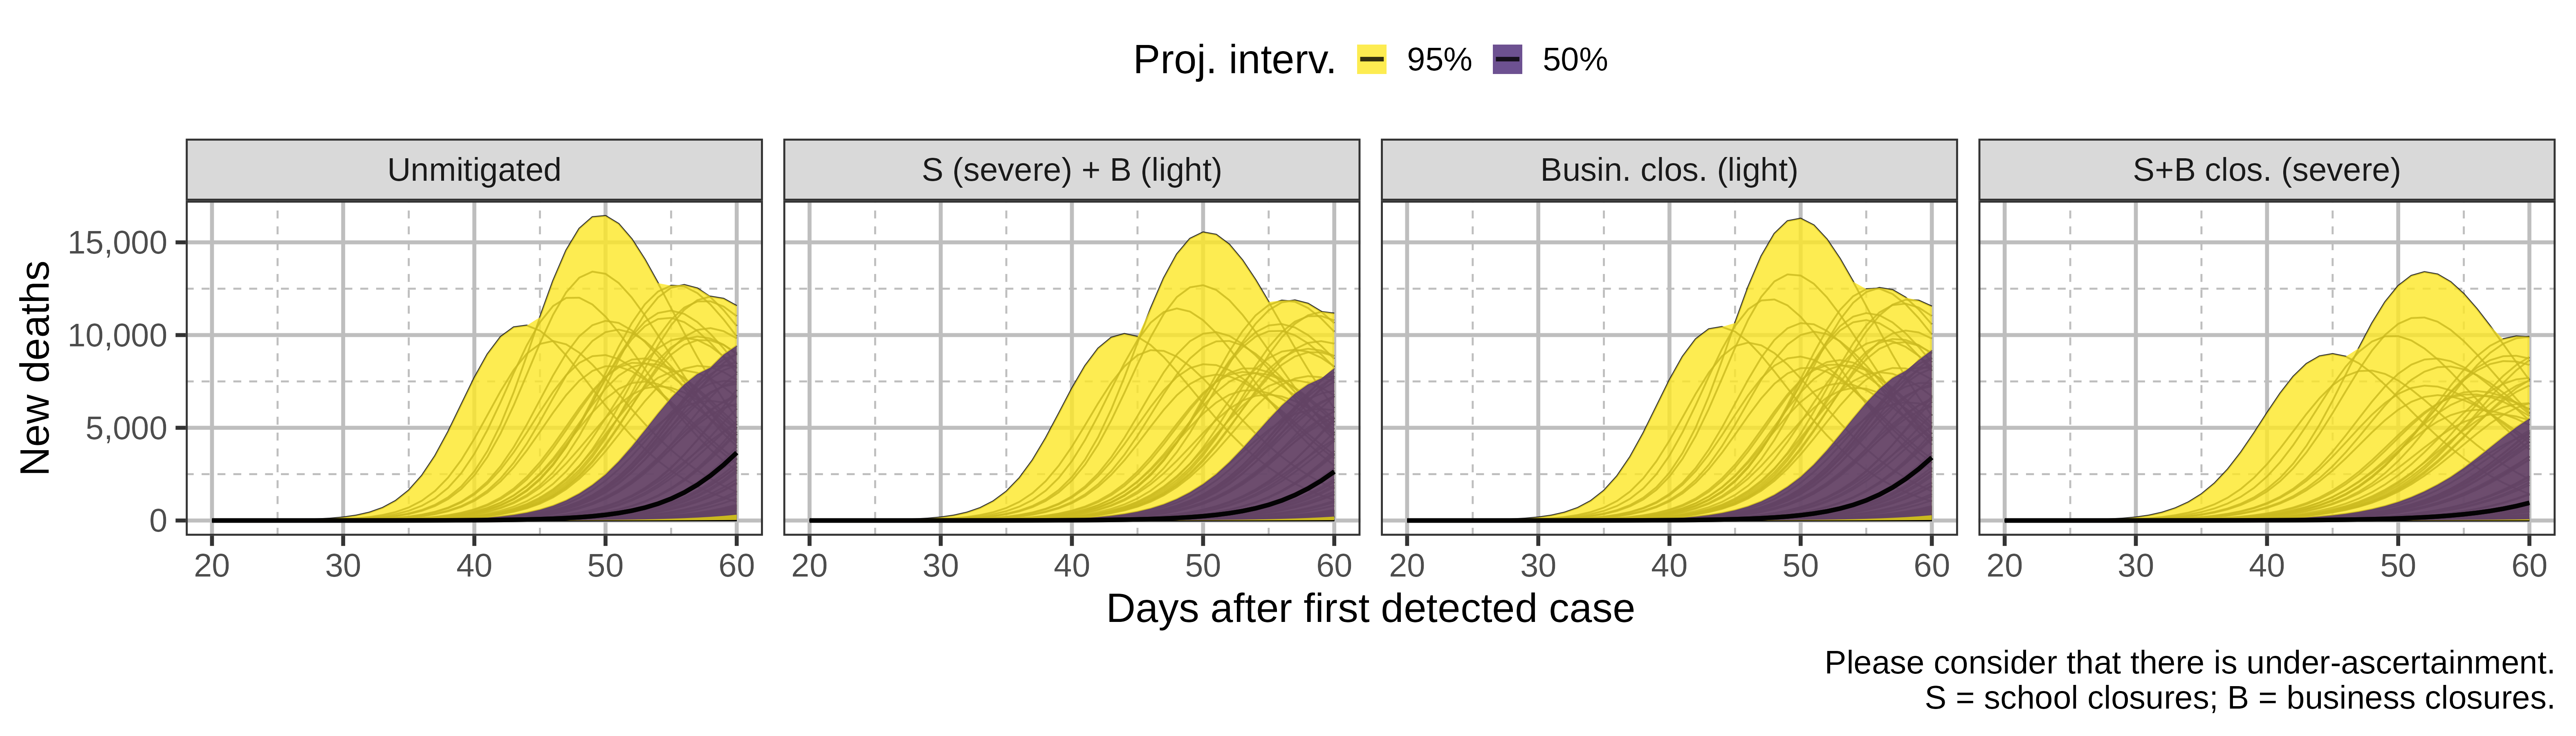 Proj. interv. 95% 50%
Unmitigated
S (severe) + B (light)
Busin. clos. (light)
S+B clos. (severe)
New deaths
15,000
10,000
5,000
0
20 30 40 50 60
20 30 40 50 60
20 30 40 50 60
20 30 40 50 60
Days after first detected case
Please consider that there is under-ascertainment.
S = school closures; B = business closures.